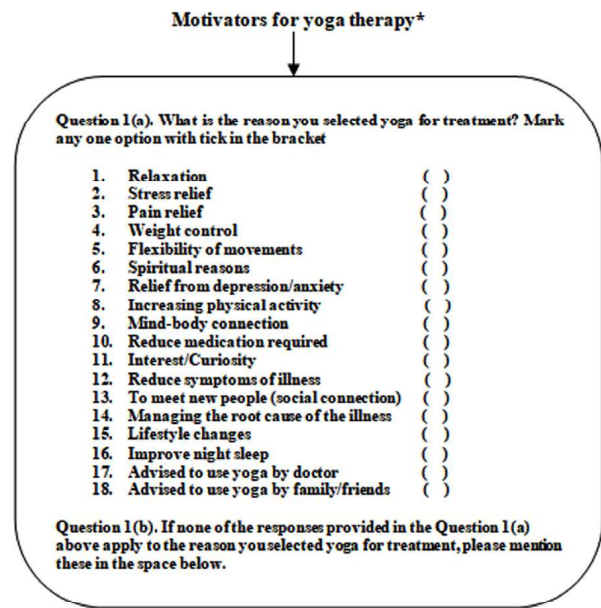 Motivators for yoga therapy*
Question 1(a). What is the reason you selected yoga for treatment? Mark
any one option with tick in the bracket
1. Relaxation ( )
2. Stress relief ( )
3. Pain relief ( )
4. Weight control ( )
5. Flexibility of movements ( )
6. Spiritual reasons ( )
7. Relief from depression/anxiety ( )
8. Increasing physical activity ( )
9. Mind-body connection ( )
10. Reduce medication required ( )
11. Interest/Curiosity ( )
12. Reduce symptoms of illness ( )
13. To meet new people (social connection) ( )
14. Managing the root cause of the illness ( )
15. Lifestyle changes ( )
16. Improve night sleep ( )
17. Advised to use yoga by doctor ( )
18. Advised to use yoga by family/friends ( )
Question 1(b). If none of the responses provided in the Question 1(a)
above apply to the reason you selected yoga for treatment, please mention
these in the space below.